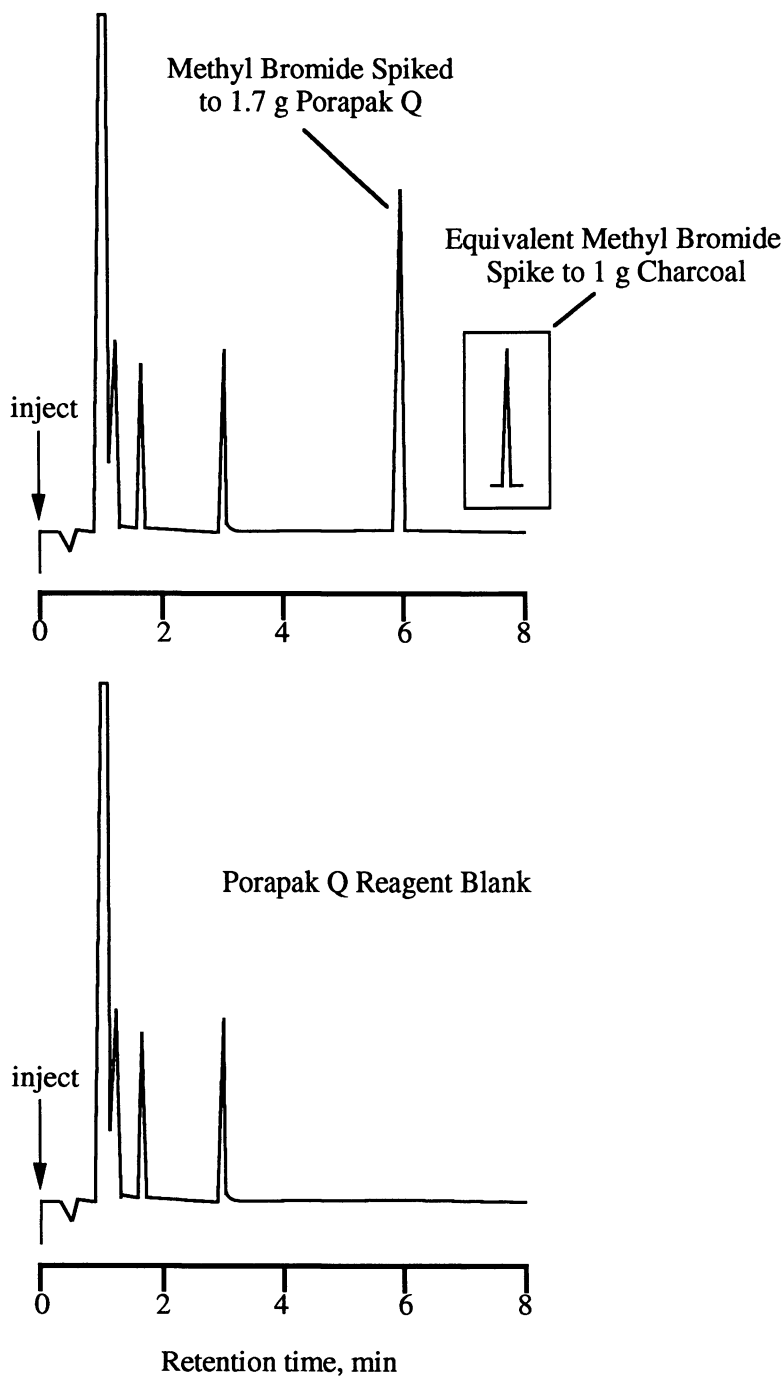 Methyl Bromide Spiked
to 1.7 g Porapak Q
Equivalent Methyl Bromide
Spike to 1 g Charcoal
inject
0 2 4 6 8
Porapak Q Reagent Blank
inject
0 2 4 6 8
Retention time, min